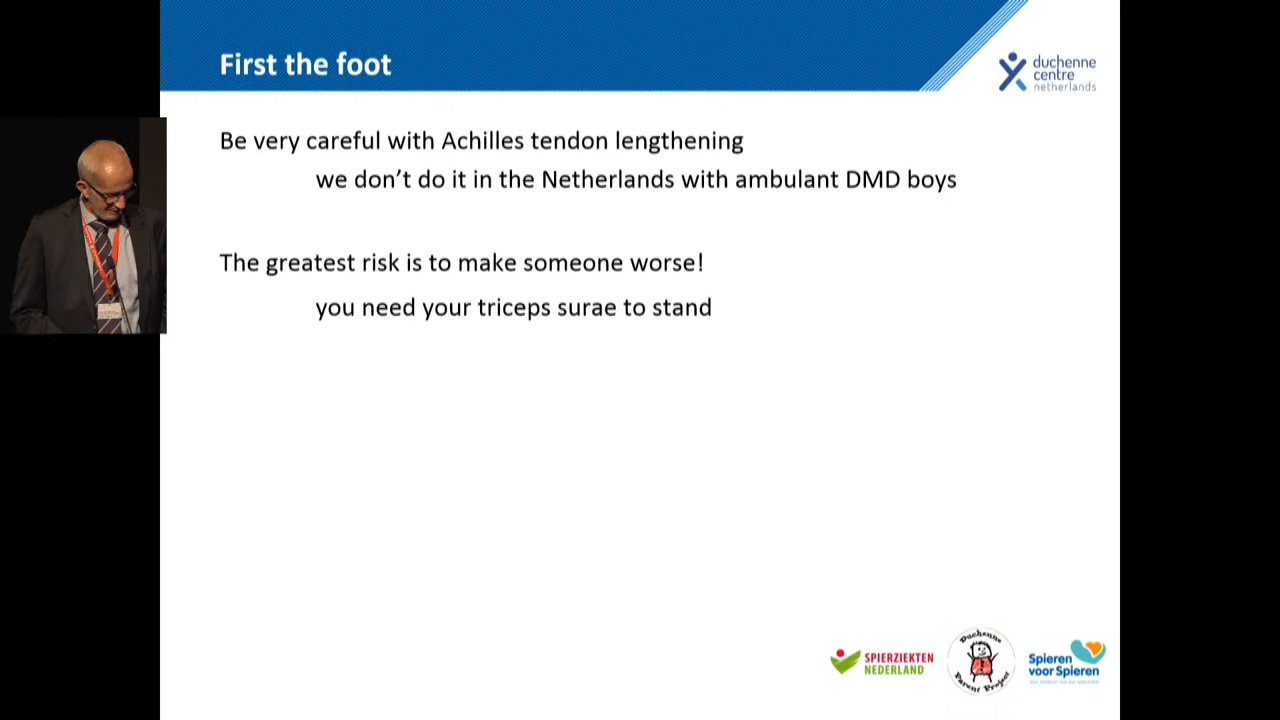 First the foot
duchenne
centre
netherlands
Be very careful with Achilles tendon lengthening
we don’t do it in the Netherlands with ambulant DMD boys
The greatest risk is to make someone worse!
you need your triceps surae to stand
SPIERZIEKTEN
NEDERLAND
Duchenne
Parent Project
Spieren
voor Spieren